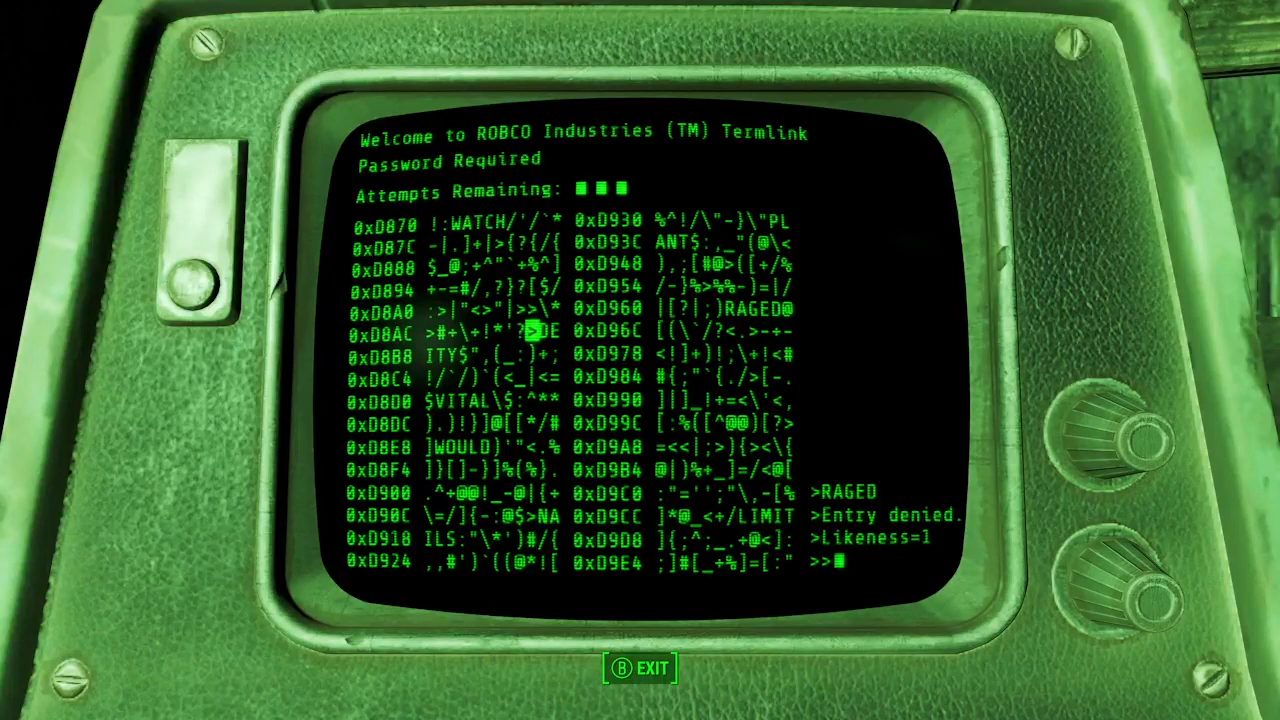 Welcome to ROBCO Industries (TM) Termlink
Password Required
Attempts Remaining: ■ ■ ■
0xD870 !:WATCH/'/`* 0xD930 %^!/\"-}\"PL
0xD87C -|.]+|>{?{/{ 0xD93C ANT$:,_"(@\<
0xD888 $_@;+^"`+%^] 0xD948 ),;[#@>([+/%
0xD894 +-=#/,?}?[$/ 0xD954 /-}%>%%-)=|/
0xD8A0 :>|"<>"|>>\* 0xD960 |[?|;)RAGED@
0xD8AC >#+\+!*'?>DE 0xD96C [(\`/?<.>-+-
0xD8B8 ITY$",(_:)+; 0xD978 <!]+)!;\+!<#
0xD8C4 !/`/)`(<_|<= 0xD984 #{;"`{./>[-.
0xD8D0 $VITAL\$:^** 0xD990 ]|]_!+=<\'<,
0xD8DC ).)!}]@[[*/# 0xD99C [:%([^@@)[?>
0xD8E8 ]WOULD)'"<.% 0xD9A8 =<<|;>){><\{
0xD8F4 ]}[]-}]%(%}. 0xD9B4 @|)%+_]=/<@[
0xD900 .^+@@!_-@|{+ 0xD9C0 :"='';"\,-[% >RAGED
0xD90C \=/]{-:@$>NA 0xD9CC ]*@_<+/LIMIT >Entry denied.
0xD918 ILS:"\*')#/{ 0xD9D8 ]{;^;_.+@<]: >Likeness=1
0xD924 ,,#')`((@*![ 0xD9E4 ;]#[_+%]=[:" >>■
Ⓑ EXIT